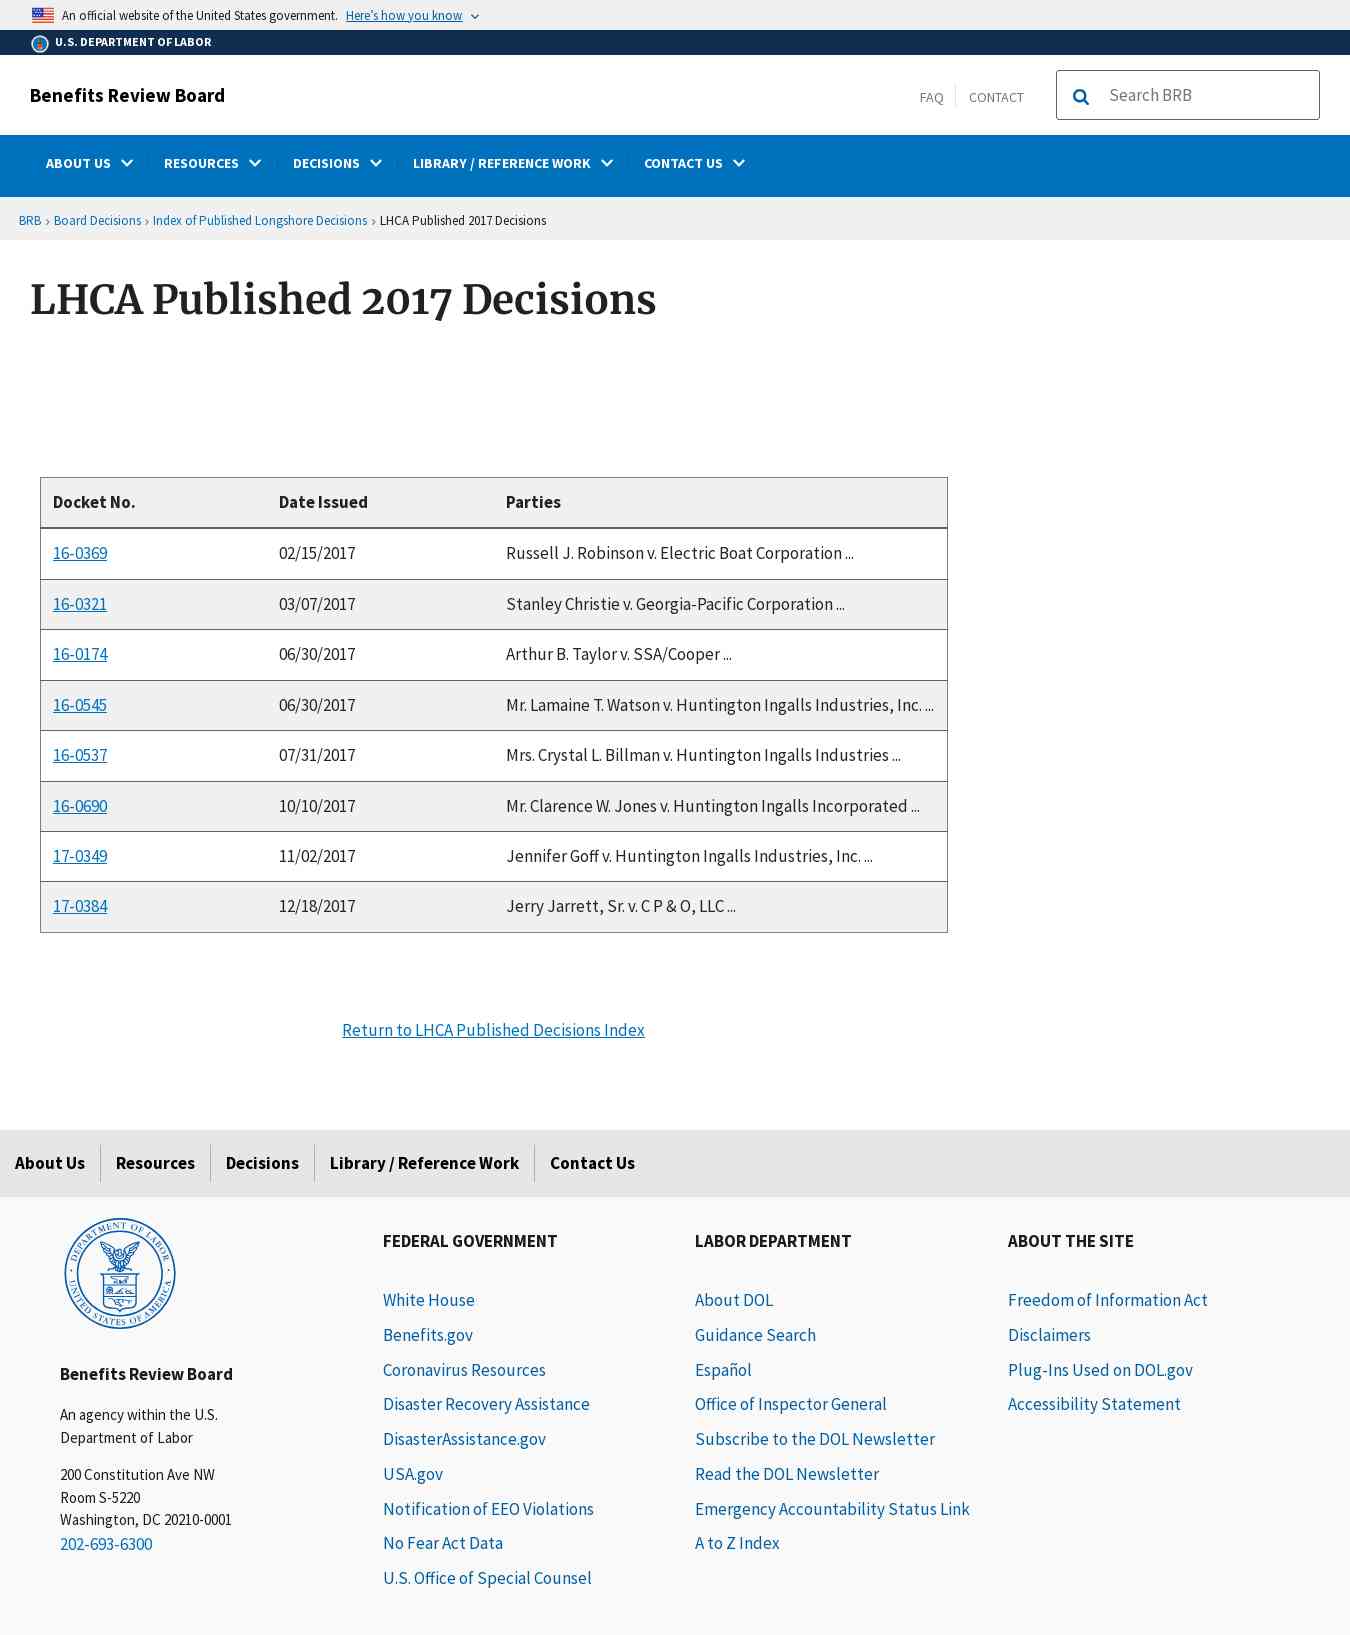 An official website of the United States government. Here's how you know
U.S. DEPARTMENT OF LABOR
Benefits Review Board
FAQ
CONTACT
Search BRB
ABOUT US
RESOURCES
DECISIONS
LIBRARY / REFERENCE WORK
CONTACT US
BRB › Board Decisions › Index of Published Longshore Decisions › LHCA Published 2017 Decisions
LHCA Published 2017 Decisions
Docket No. Date Issued Parties
16-0369 02/15/2017 Russell J. Robinson v. Electric Boat Corporation ...
16-0321 03/07/2017 Stanley Christie v. Georgia-Pacific Corporation ...
16-0174 06/30/2017 Arthur B. Taylor v. SSA/Cooper ...
16-0545 06/30/2017 Mr. Lamaine T. Watson v. Huntington Ingalls Industries, Inc. ...
16-0537 07/31/2017 Mrs. Crystal L. Billman v. Huntington Ingalls Industries ...
16-0690 10/10/2017 Mr. Clarence W. Jones v. Huntington Ingalls Incorporated ...
17-0349 11/02/2017 Jennifer Goff v. Huntington Ingalls Industries, Inc. ...
17-0384 12/18/2017 Jerry Jarrett, Sr. v. C P & O, LLC ...
Return to LHCA Published Decisions Index
About Us
Resources
Decisions
Library / Reference Work
Contact Us
DEPARTMENT OF LABOR
UNITED STATES OF AMERICA
Benefits Review Board
An agency within the U.S.
Department of Labor
200 Constitution Ave NW
Room S-5220
Washington, DC 20210-0001
202-693-6300
FEDERAL GOVERNMENT
White House
Benefits.gov
Coronavirus Resources
Disaster Recovery Assistance
DisasterAssistance.gov
USA.gov
Notification of EEO Violations
No Fear Act Data
U.S. Office of Special Counsel
LABOR DEPARTMENT
About DOL
Guidance Search
Español
Office of Inspector General
Subscribe to the DOL Newsletter
Read the DOL Newsletter
Emergency Accountability Status Link
A to Z Index
ABOUT THE SITE
Freedom of Information Act
Disclaimers
Plug-Ins Used on DOL.gov
Accessibility Statement